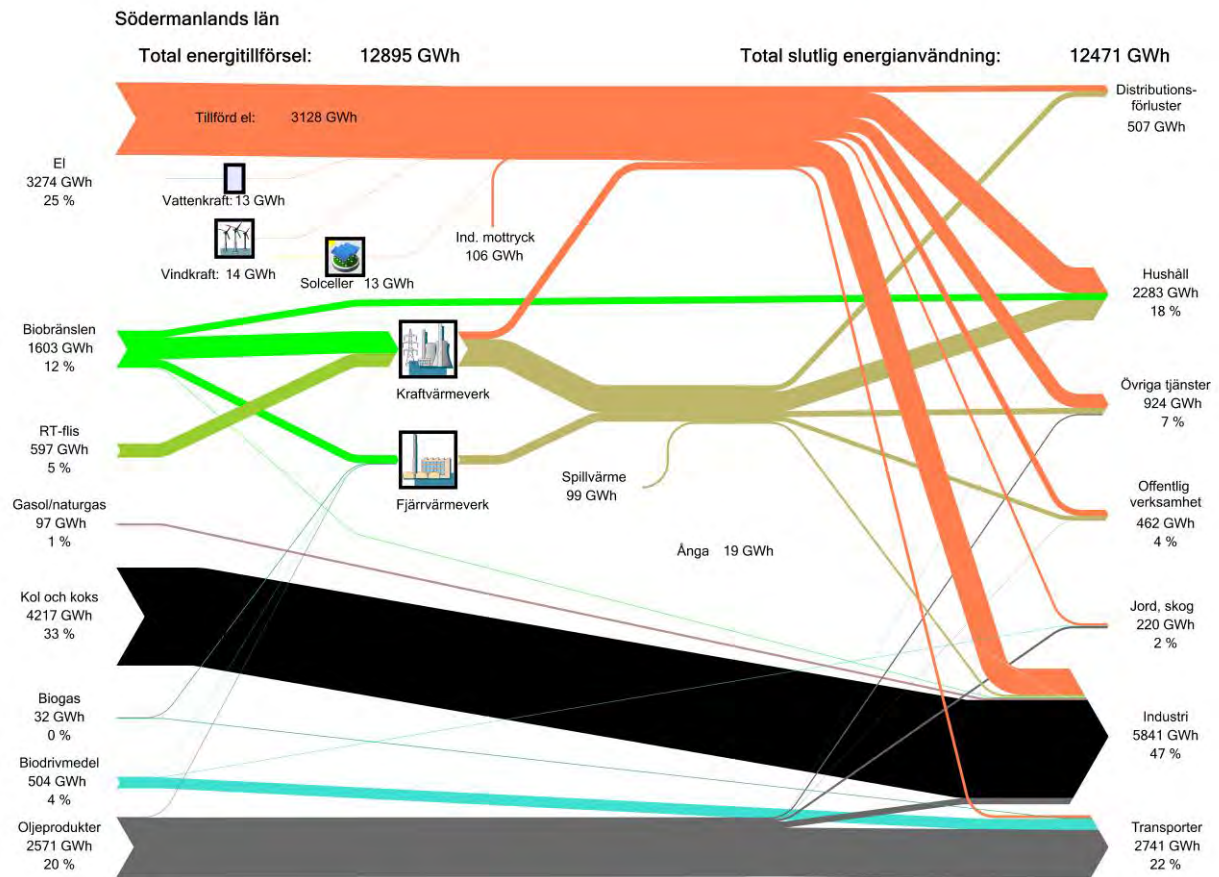 Södermanlands län
Total energitillförsel: 12895 GWh
Total slutlig energianvändning: 12471 GWh
Tillförd el: 3128 GWh
El
3274 GWh
25 %
Vattenkraft: 13 GWh
Vindkraft: 14 GWh
Solceller 13 GWh
Ind. mottryck
106 GWh
Biobränslen
1603 GWh
12 %
Kraftvärmeverk
RT-flis
597 GWh
5 %
Fjärrvärmeverk
Spillvärme
99 GWh
Gasol/naturgas
97 GWh
1 %
Ånga 19 GWh
Kol och koks
4217 GWh
33 %
Biogas
32 GWh
0 %
Biodrivmedel
504 GWh
4 %
Oljeprodukter
2571 GWh
20 %
Distributions-
förluster
507 GWh
Hushåll
2283 GWh
18 %
Övriga tjänster
924 GWh
7 %
Offentlig
verksamhet
462 GWh
4 %
Jord, skog
220 GWh
2 %
Industri
5841 GWh
47 %
Transporter
2741 GWh
22 %